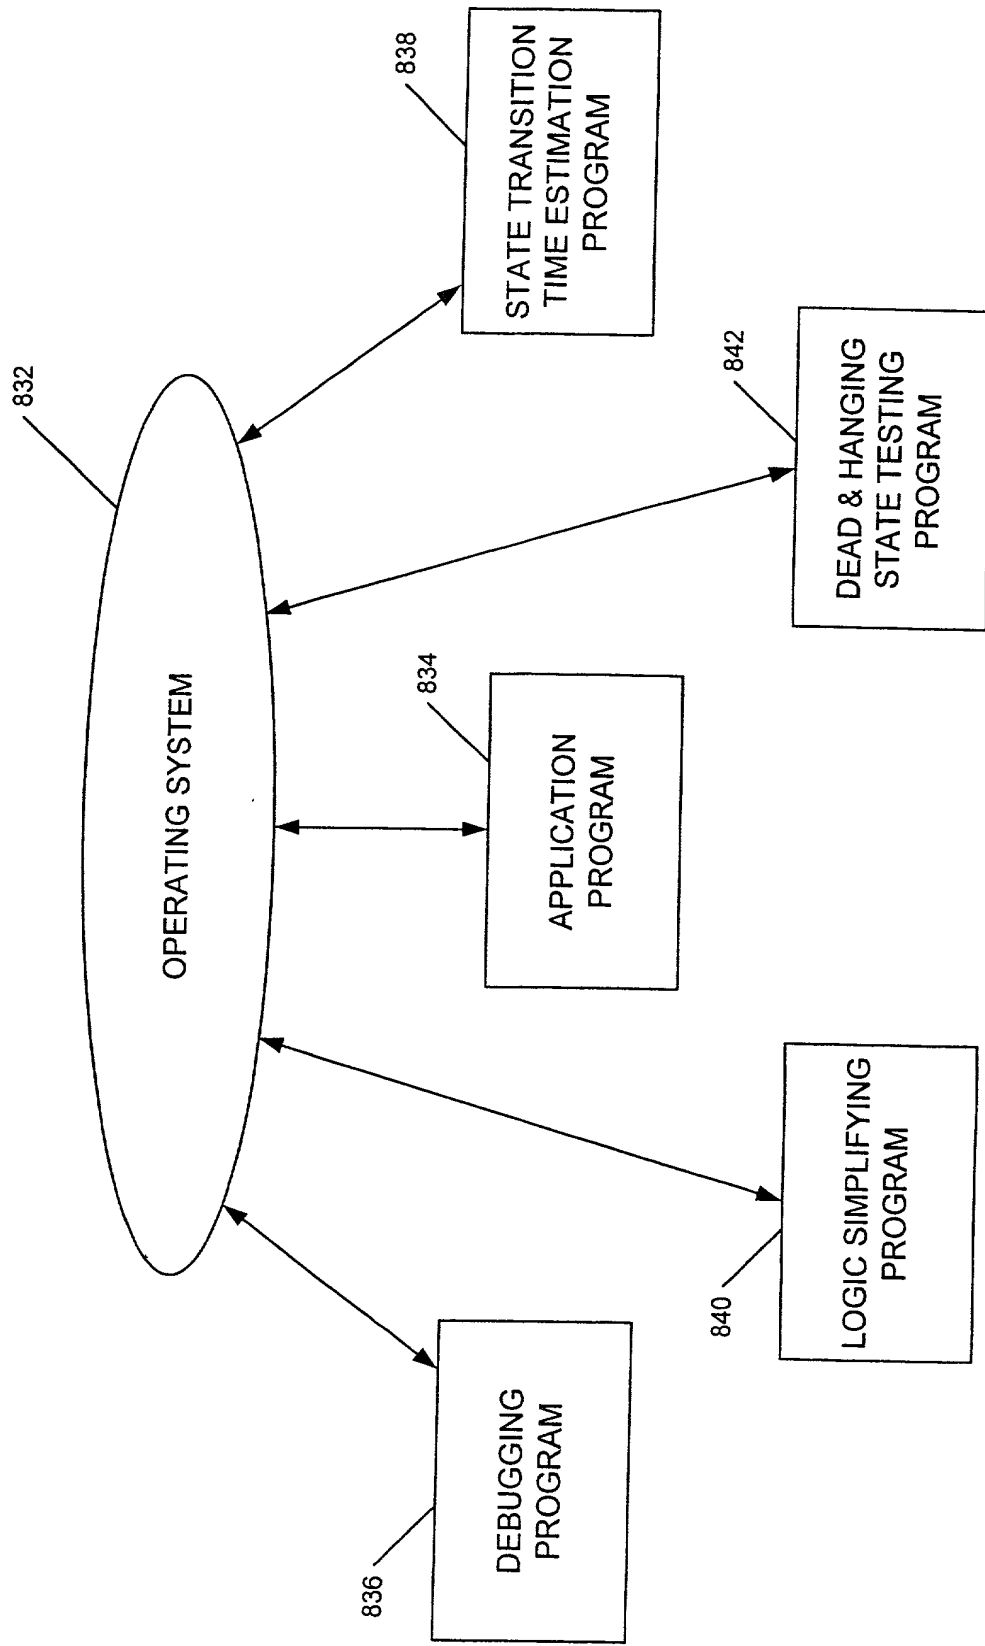 832
OPERATING SYSTEM
838
STATE TRANSITION
TIME ESTIMATION
PROGRAM
834
APPLICATION
PROGRAM
836
DEBUGGING
PROGRAM
842
DEAD & HANGING
STATE TESTING
PROGRAM
840
LOGIC SIMPLIFYING
PROGRAM